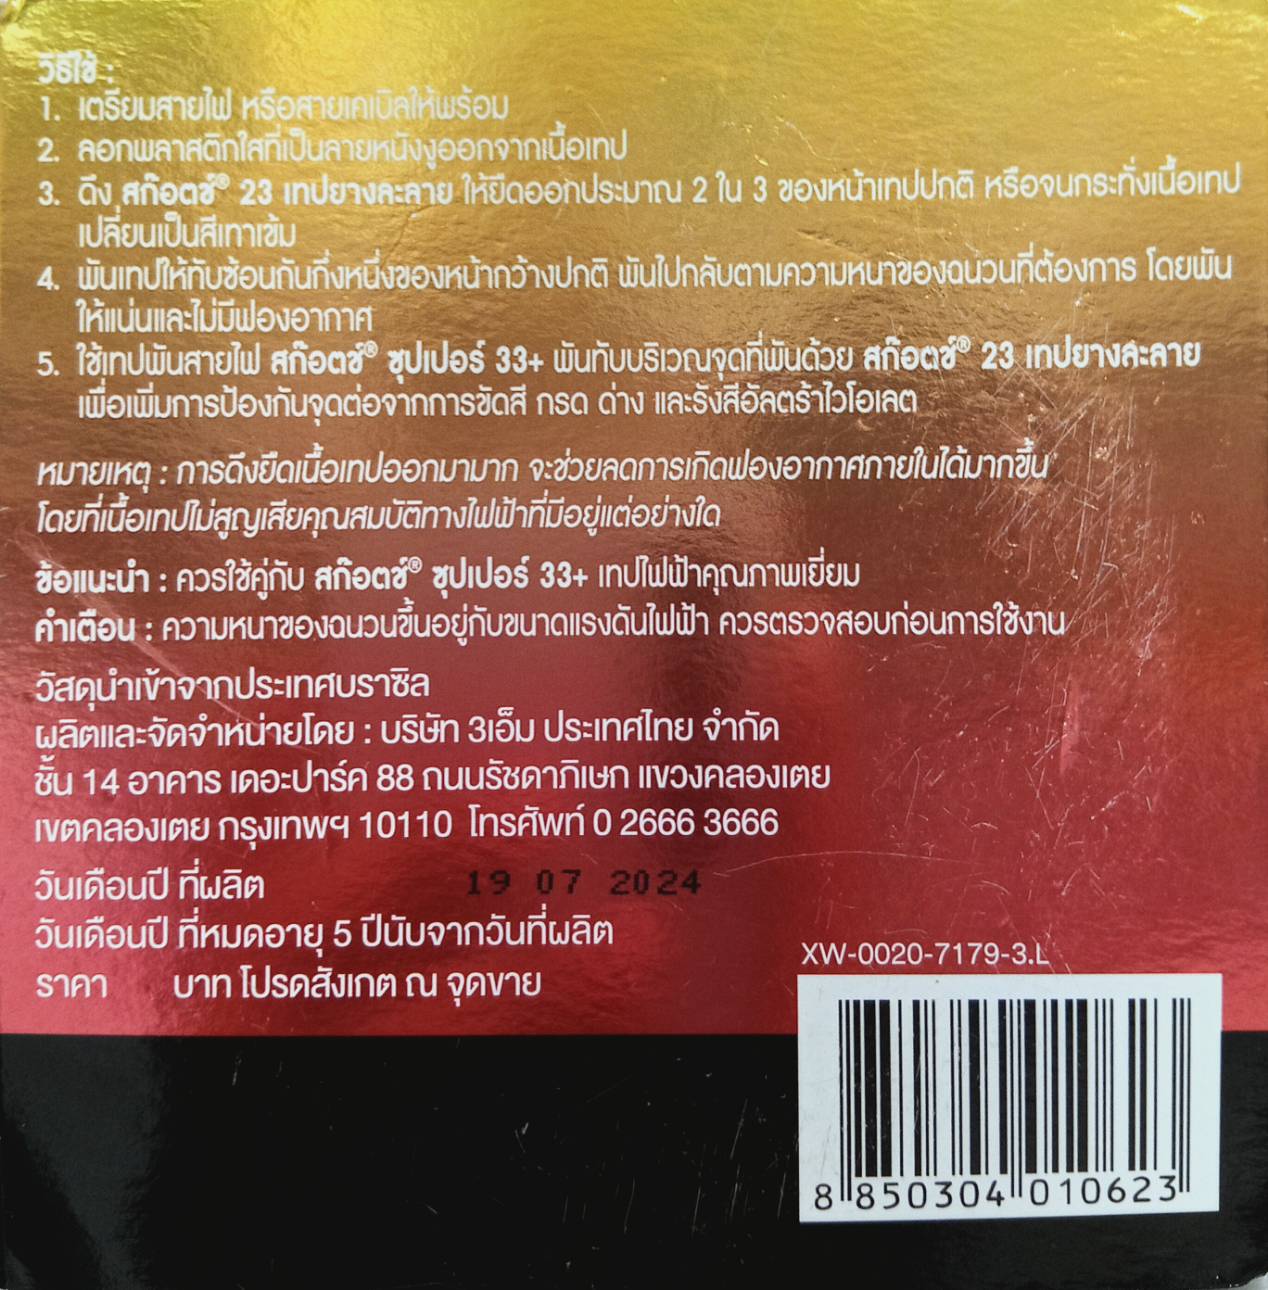 วิธีใช้ :
1. เตรียมสายไฟ หรือสายเคเบิลให้พร้อม
2. ลอกพลาสติกใสที่เป็นลายหนังงูออกจากเนื้อเทป
3. ดึง สก๊อตช์® 23 เทปยางละลาย ให้ยืดออกประมาณ 2 ใน 3 ของหน้าเทปปกติ หรือจนกระทั่งเนื้อเทป
เปลี่ยนเป็นสีเทาเข้ม
4. พันเทปให้ทับซ้อนกันกึ่งหนึ่งของหน้ากว้างปกติ พันไปกลับตามความหนาของฉนวนที่ต้องการ โดยพัน
ให้แน่นและไม่มีฟองอากาศ
5. ใช้เทปพันสายไฟ สก๊อตช์® ซุปเปอร์ 33+ พันทับบริเวณจุดที่พันด้วย สก๊อตช์® 23 เทปยางละลาย
เพื่อเพิ่มการป้องกันจุดต่อจากการขัดสี กรด ด่าง และรังสีอัลตร้าไวโอเลต
หมายเหตุ : การดึงยืดเนื้อเทปออกมามาก จะช่วยลดการเกิดฟองอากาศภายในได้มากขึ้น
โดยที่เนื้อเทปไม่สูญเสียคุณสมบัติทางไฟฟ้าที่มีอยู่แต่อย่างใด
ข้อแนะนำ : ควรใช้คู่กับ สก๊อตช์® ซุปเปอร์ 33+ เทปไฟฟ้าคุณภาพเยี่ยม
คำเตือน : ความหนาของฉนวนขึ้นอยู่กับขนาดแรงดันไฟฟ้า ควรตรวจสอบก่อนการใช้งาน
วัสดุนำเข้าจากประเทศบราซิล
ผลิตและจัดจำหน่ายโดย : บริษัท 3เอ็ม ประเทศไทย จำกัด
ชั้น 14 อาคาร เดอะปาร์ค 88 ถนนรัชดาภิเษก แขวงคลองเตย
เขตคลองเตย กรุงเทพฯ 10110 โทรศัพท์ 0 2666 3666
วันเดือนปี ที่ผลิต 19 07 2024
วันเดือนปี ที่หมดอายุ 5 ปีนับจากวันที่ผลิต
ราคา บาท โปรดสังเกต ณ จุดขาย
XW-0020-7179-3.L
8 850304 010623